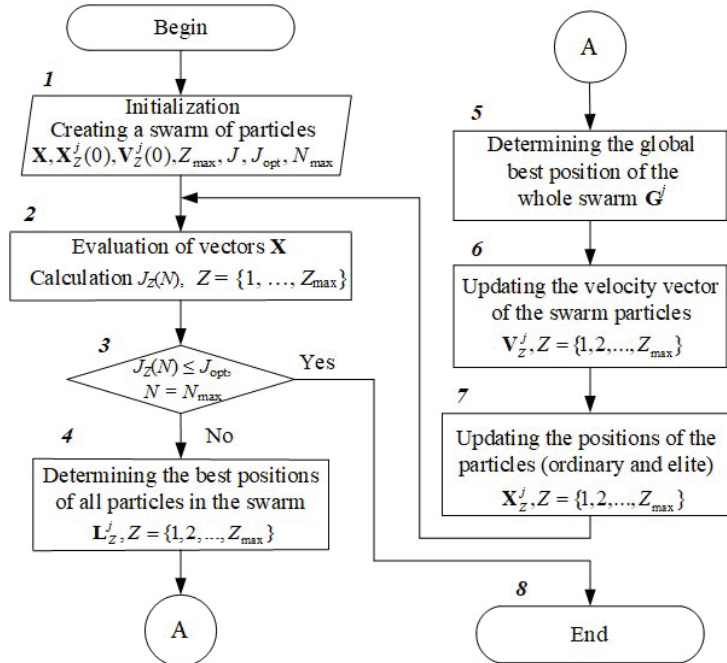 Begin
1
Initialization
Creating a swarm of particles
X, X_Z^j(0), V_Z^j(0), Z_max, J, J_opt, N_max
2
Evaluation of vectors X
Calculation J_Z(N), Z = {1, ..., Z_max}
3
J_Z(N) ≤ J_opt,
N = N_max
Yes
No
4
Determining the best positions
of all particles in the swarm
L_Z^j, Z = {1,2,...,Z_max}
A
A
5
Determining the global
best position of the
whole swarm G^j
6
Updating the velocity vector
of the swarm particles
V_Z^j, Z = {1,2,...,Z_max}
7
Updating the positions of the
particles (ordinary and elite)
X_Z^j, Z = {1,2,...,Z_max}
8
End